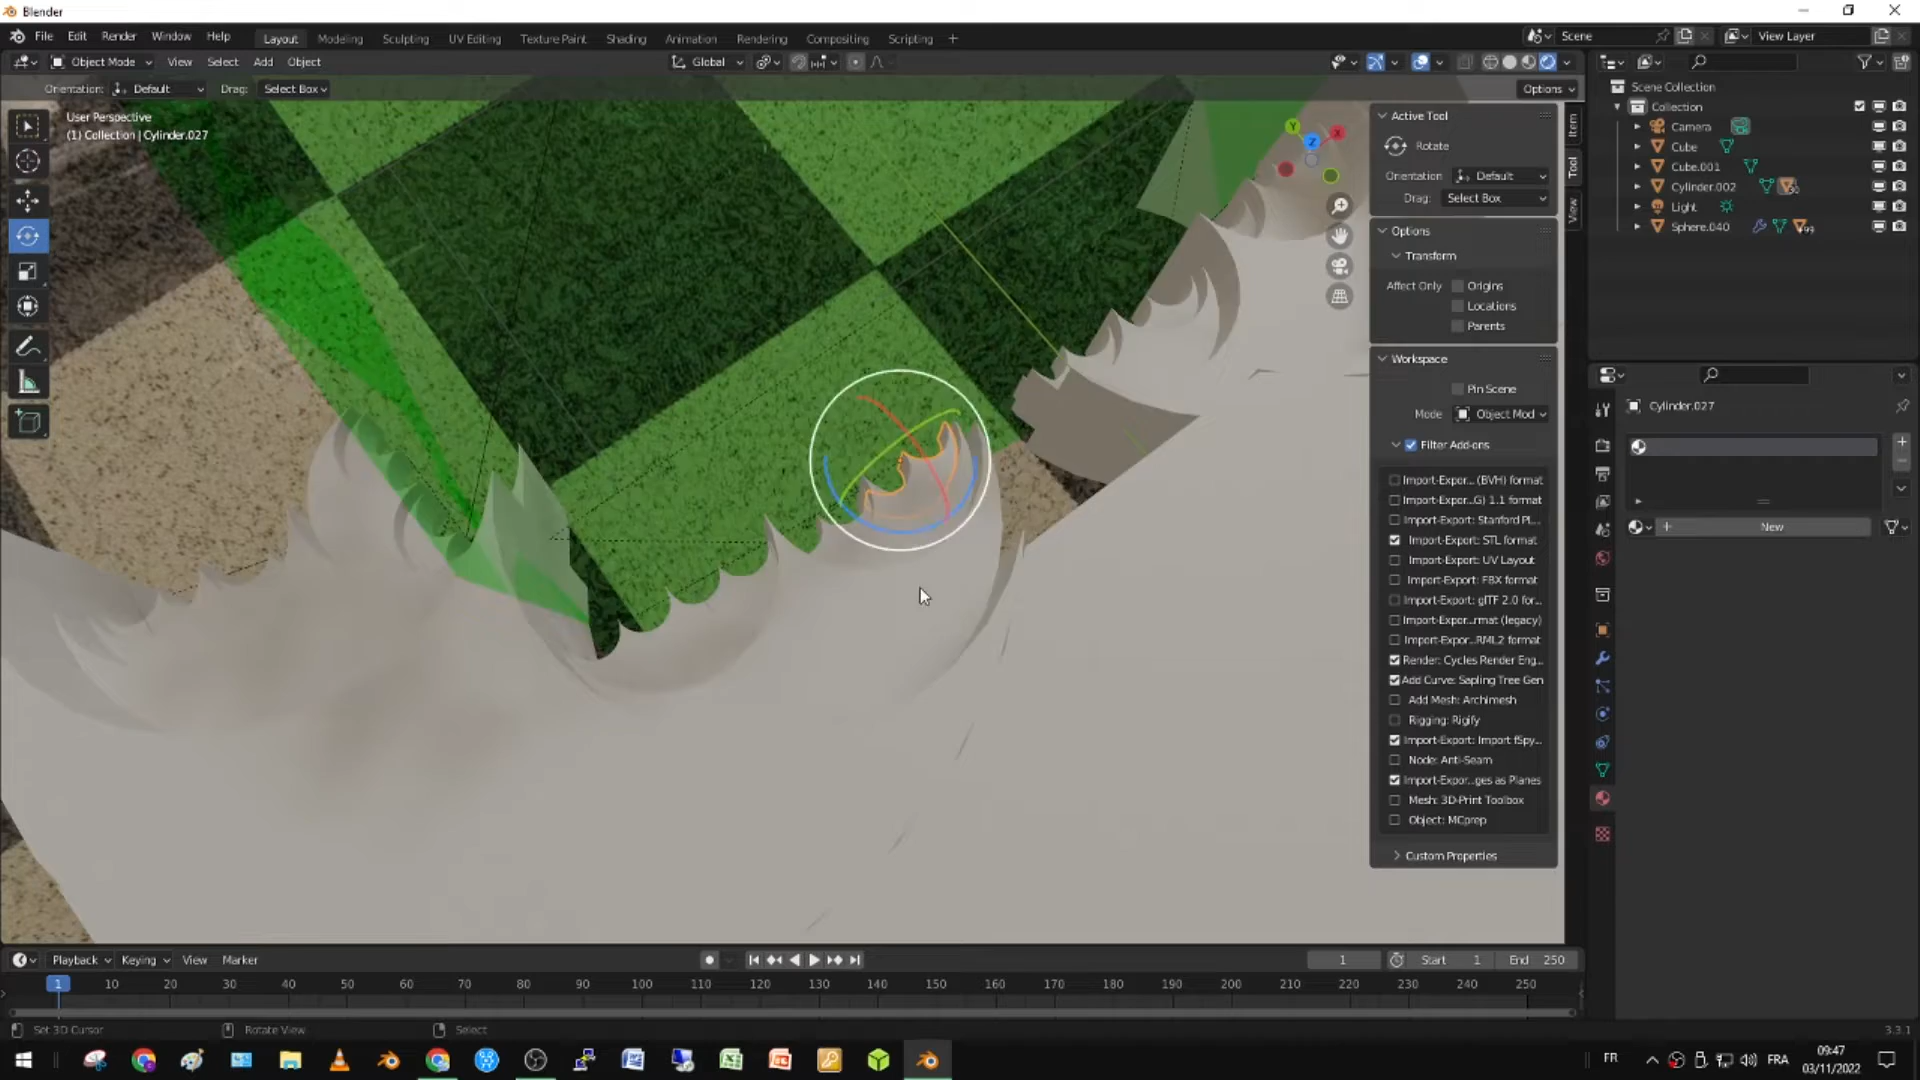 Blender
File Edit Render Window Help
Layout Modeling Sculpting UV Editing Texture Paint Shading Animation Rendering Compositing Scripting +
Scene
View Layer
Object Mode View Select Add Object
Global
Orientation: Default Drag: Select Box
Options
User Perspective
(1) Collection | Cylinder.027
Y
X
Z
Item
Tool
View
Active Tool
Rotate
Orientation Default
Drag: Select Box
Options
Transform
Affect Only Origins
Locations
Parents
Workspace
Pin Scene
Mode Object Mod
Filter Add-ons
Import-Expor... (BVH) format
Import-Expor...G) 1.1 format
Import-Export: Stanford PL...
Import-Export: STL format
Import-Export: UV Layout
Import-Export: FBX format
Import-Export: glTF 2.0 for...
Import-Expor...rmat (legacy)
Import-Expor...RML2 format
Render: Cycles Render Eng...
Add Curve: Sapling Tree Gen
Add Mesh: Archimesh
Rigging: Rigify
Import-Export: Import fSpy...
Node: Anti-Seam
Import-Expor...ges as Planes
Mesh: 3D-Print Toolbox
Object: MCprep
Custom Properties
Scene Collection
Collection
Camera
Cube
Cube.001
Cylinder.002
Light
Sphere.040
Cylinder.027
New
Playback Keying View Marker
1 Start 1 End 250
1 10 20 30 40 50 60 70 80 90 100 110 120 130 140 150 160 170 180 190 200 210 220 230 240 250
Set 3D Cursor Rotate View Select
3.3.1
FR
FRA
09:47
03/11/2022